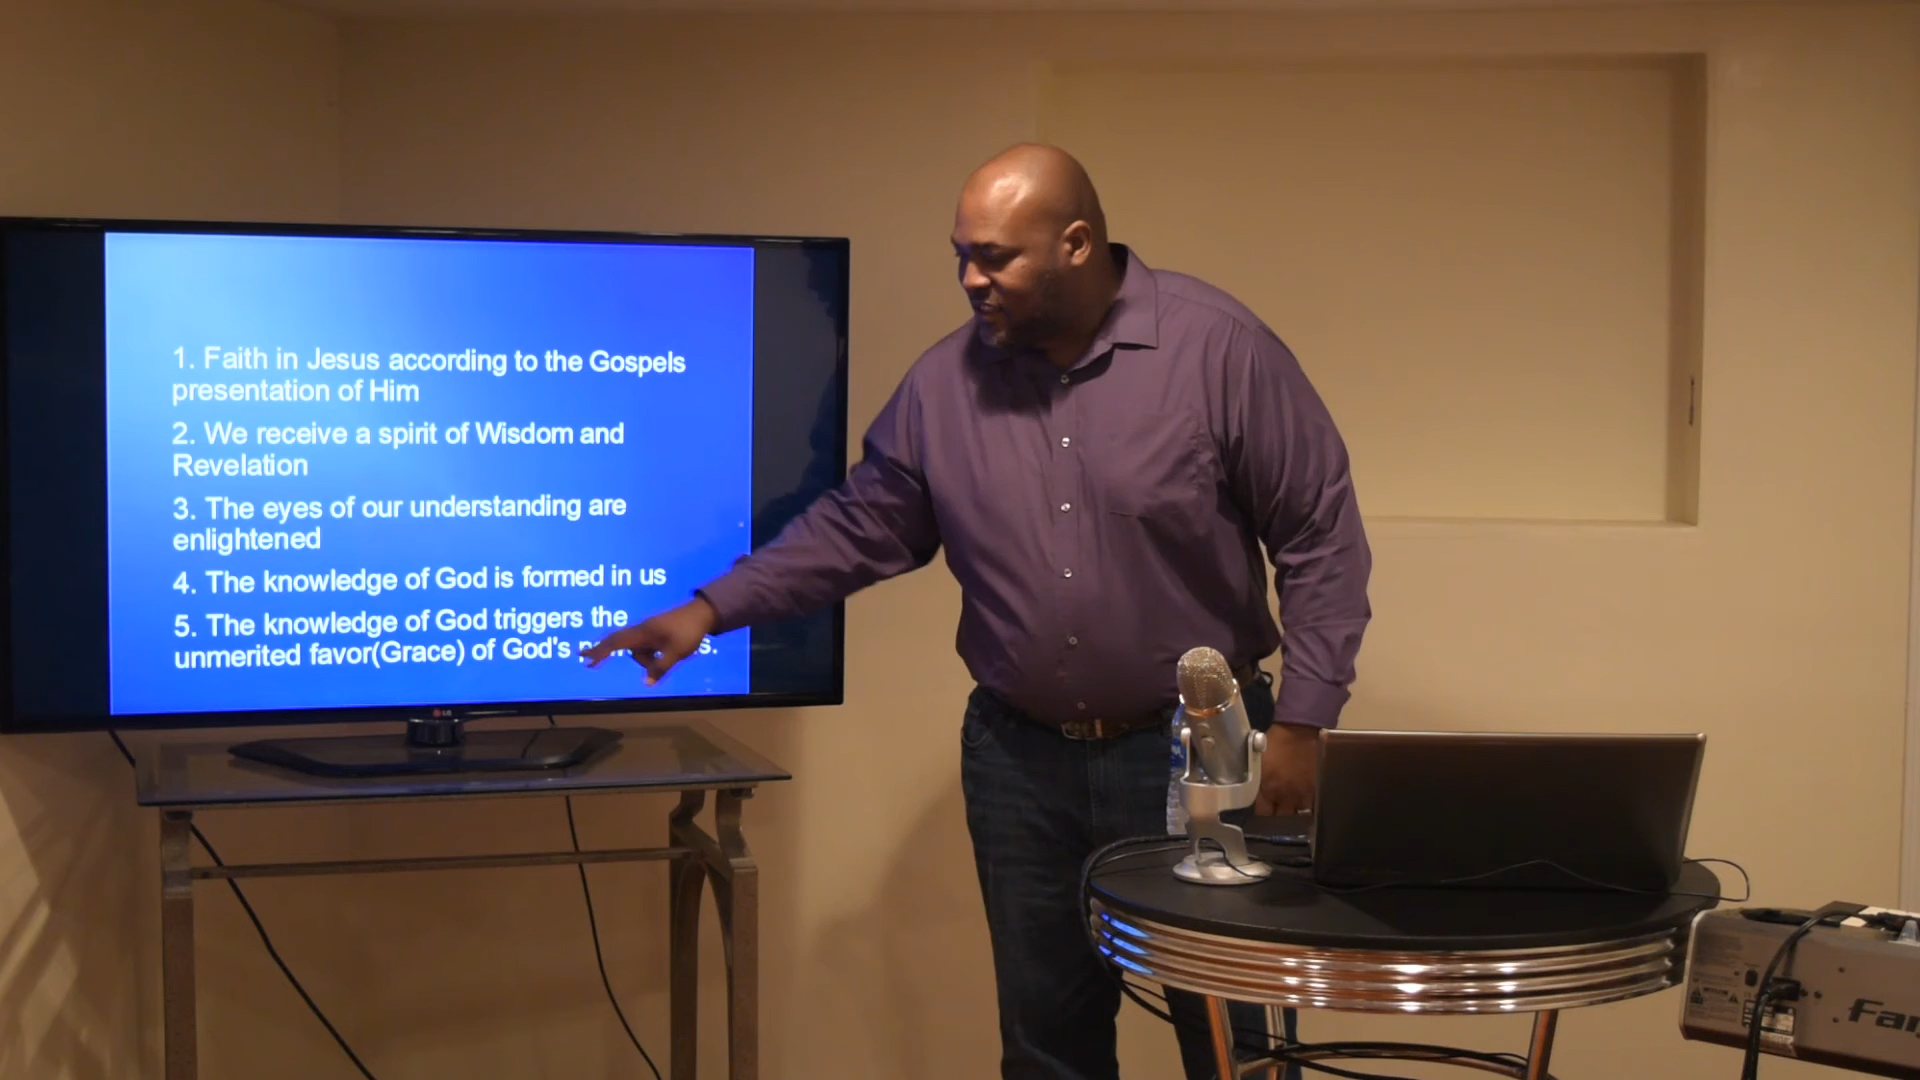 1. Faith in Jesus according to the Gospels
presentation of Him
2. We receive a spirit of Wisdom and
Revelation
3. The eyes of our understanding are
enlightened
4. The knowledge of God is formed in us
5. The knowledge of God triggers the
unmerited favor(Grace) of God's
LG